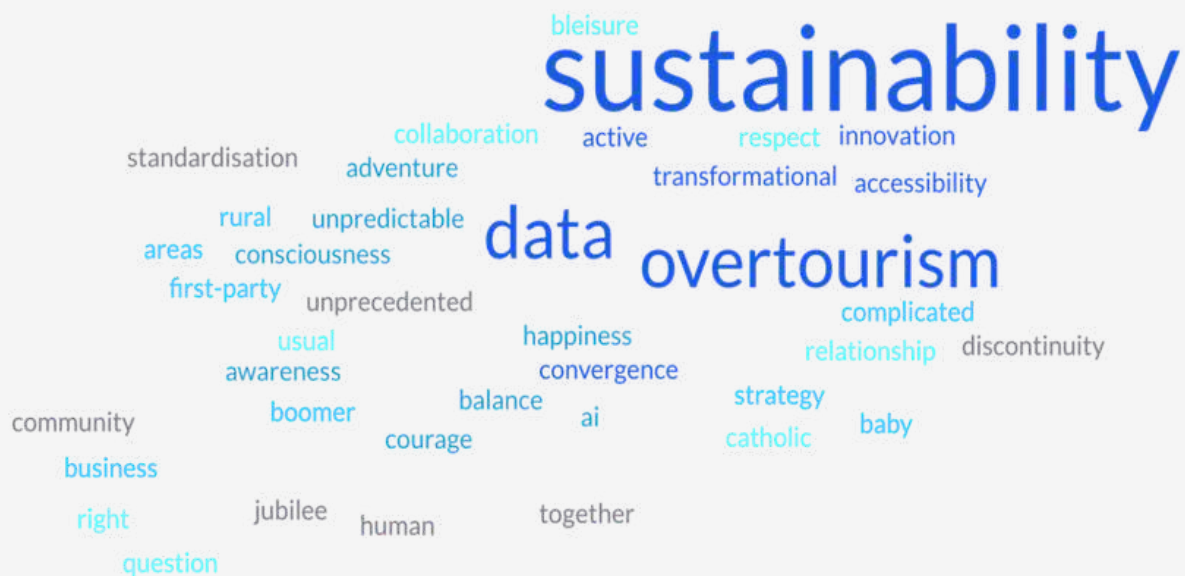 bleisure
sustainability
collaboration active respect innovation
standardisation adventure
transformational accessibility
rural unpredictable data overtourism
areas consciousness
first-party unprecedented
complicated
usual happiness relationship discontinuity
awareness convergence
boomer balance ai strategy baby
community courage catholic
business
right jubilee human together
question